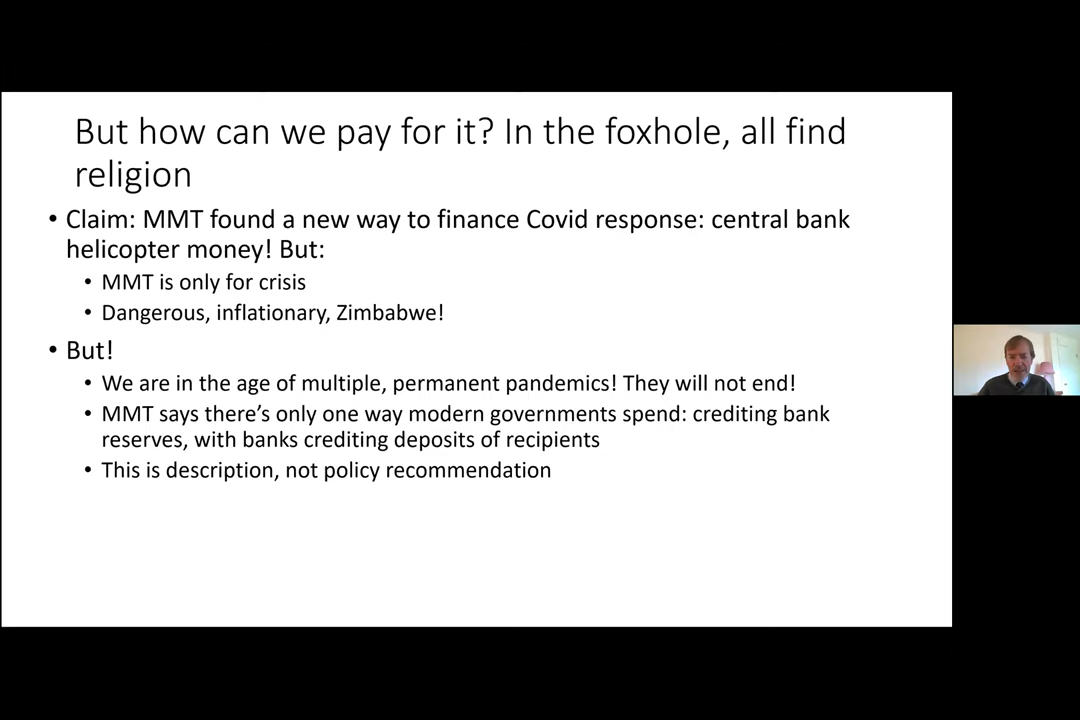 But how can we pay for it? In the foxhole, all find
religion
• Claim: MMT found a new way to finance Covid response: central bank
helicopter money! But:
• MMT is only for crisis
• Dangerous, inflationary, Zimbabwe!
• But!
• We are in the age of multiple, permanent pandemics! They will not end!
• MMT says there’s only one way modern governments spend: crediting bank
reserves, with banks crediting deposits of recipients
• This is description, not policy recommendation